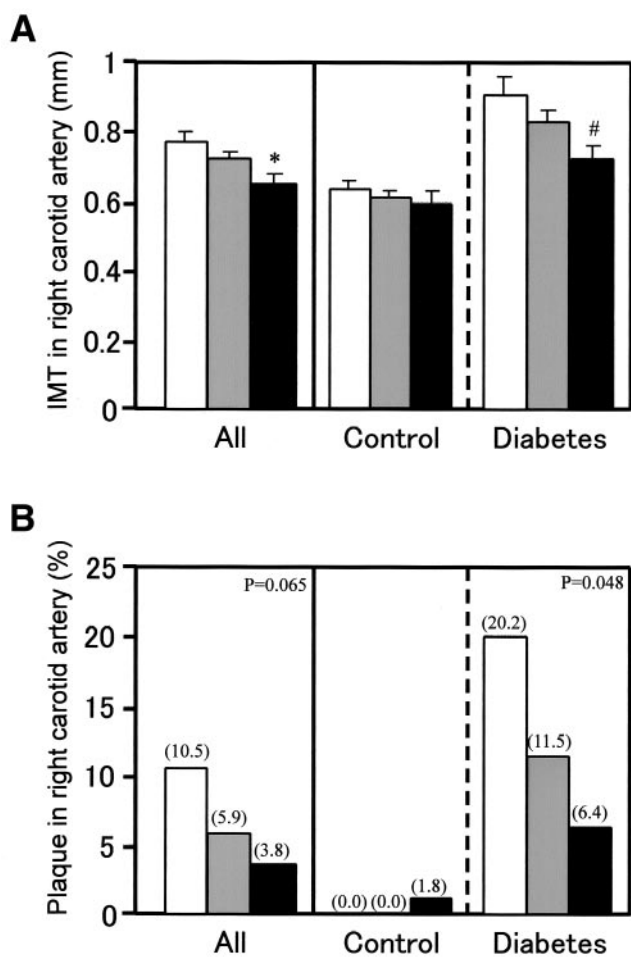 A
IMT in right carotid artery (mm)
1
0.8
0.6
0.4
0.2
0
*
#
All
Control
Diabetes
B
Plaque in right carotid artery (%)
25
20
15
10
5
0
P=0.065
P=0.048
(10.5)
(5.9)
(3.8)
(0.0) (0.0)
(1.8)
(20.2)
(11.5)
(6.4)
All
Control
Diabetes